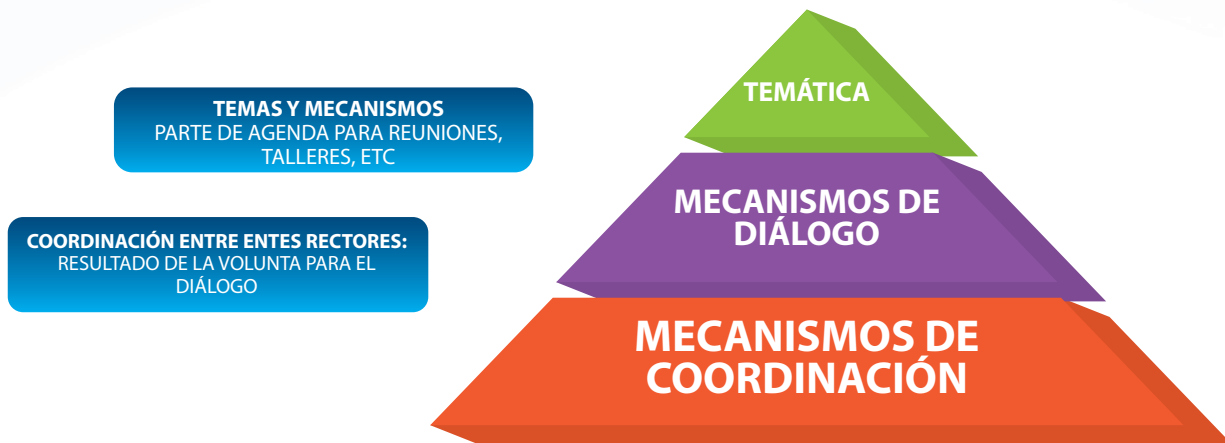 TEMAS Y MECANISMOS
PARTE DE AGENDA PARA REUNIONES,
TALLERES, ETC
COORDINACIÓN ENTRE ENTES RECTORES:
RESULTADO DE LA VOLUNTA PARA EL
DIÁLOGO
TEMÁTICA
MECANISMOS DE
DIÁLOGO
MECANISMOS DE
COORDINACIÓN